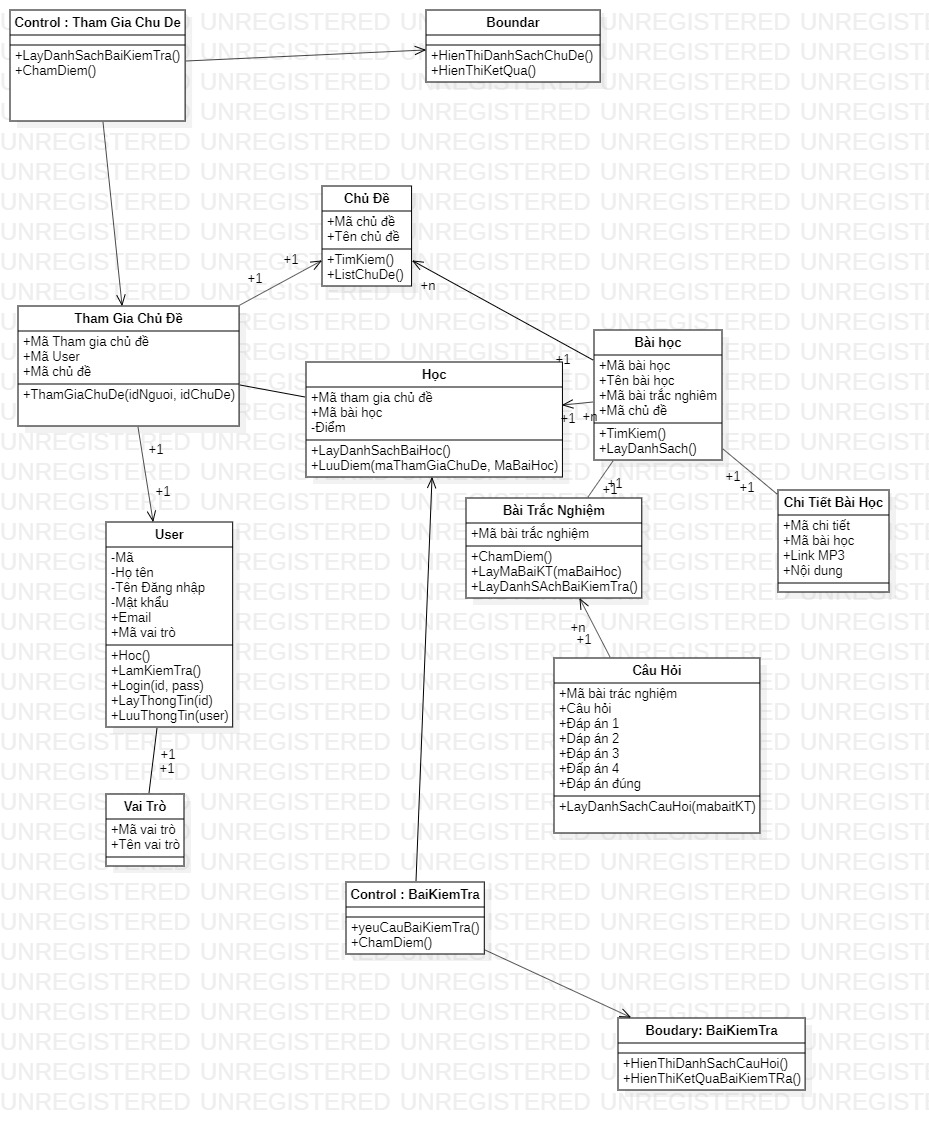 Control : Tham Gia Chu De
+LayDanhSachBaiKiemTra()
+ChamDiem()
Boundar
+HienThiDanhSachChuDe()
+HienThiKetQua()
Chủ Đề
+Mã chủ đề
+Tên chủ đề
+TimKiem()
+ListChuDe()
+1
+1
+n
+1
Tham Gia Chủ Đề
+Mã Tham gia chủ đề
+Mã User
+Mã chủ đề
+ThamGiaChuDe(idNguoi, idChuDe)
Học
+Mã tham gia chủ đề
+Mã bài học
-Điểm
+LayDanhSachBaiHoc()
+LuuDiem(maThamGiaChuDe, MaBaiHoc)
Bài học
+Mã bài học
+Tên bài học
+Mã bài trắc nghiêm
+Mã chủ đề
+TimKiem()
+LayDanhSach()
+1
+n
+1
+1
+1
+1
+1
+1
Bài Trắc Nghiệm
+Mã bài trắc nghiệm
+ChamDiem()
+LayMaBaiKT(maBaiHoc)
+LayDanhSAchBaiKiemTra()
Chi Tiết Bài Học
+Mã chi tiết
+Mã bài học
+Link MP3
+Nội dung
User
-Mã
-Họ tên
-Tên Đăng nhập
-Mật khẩu
+Email
+Mã vai trò
+Hoc()
+LamKiemTra()
+Login(id, pass)
+LayThongTin(id)
+LuuThongTin(user)
+n
+1
Câu Hỏi
+Mã bài trác nghiệm
+Câu hỏi
+Đáp án 1
+Dáp án 2
+Đáp án 3
+Đấp án 4
+Đáp án đúng
+LayDanhSachCauHoi(mabaitKT)
+1
+1
Vai Trò
+Mã vai trò
+Tên vai trò
Control : BaiKiemTra
+yeuCauBaiKiemTra()
+ChamDiem()
Boudary: BaiKiemTra
+HienThiDanhSachCauHoi()
+HienThiKetQuaBaiKiemTRa()